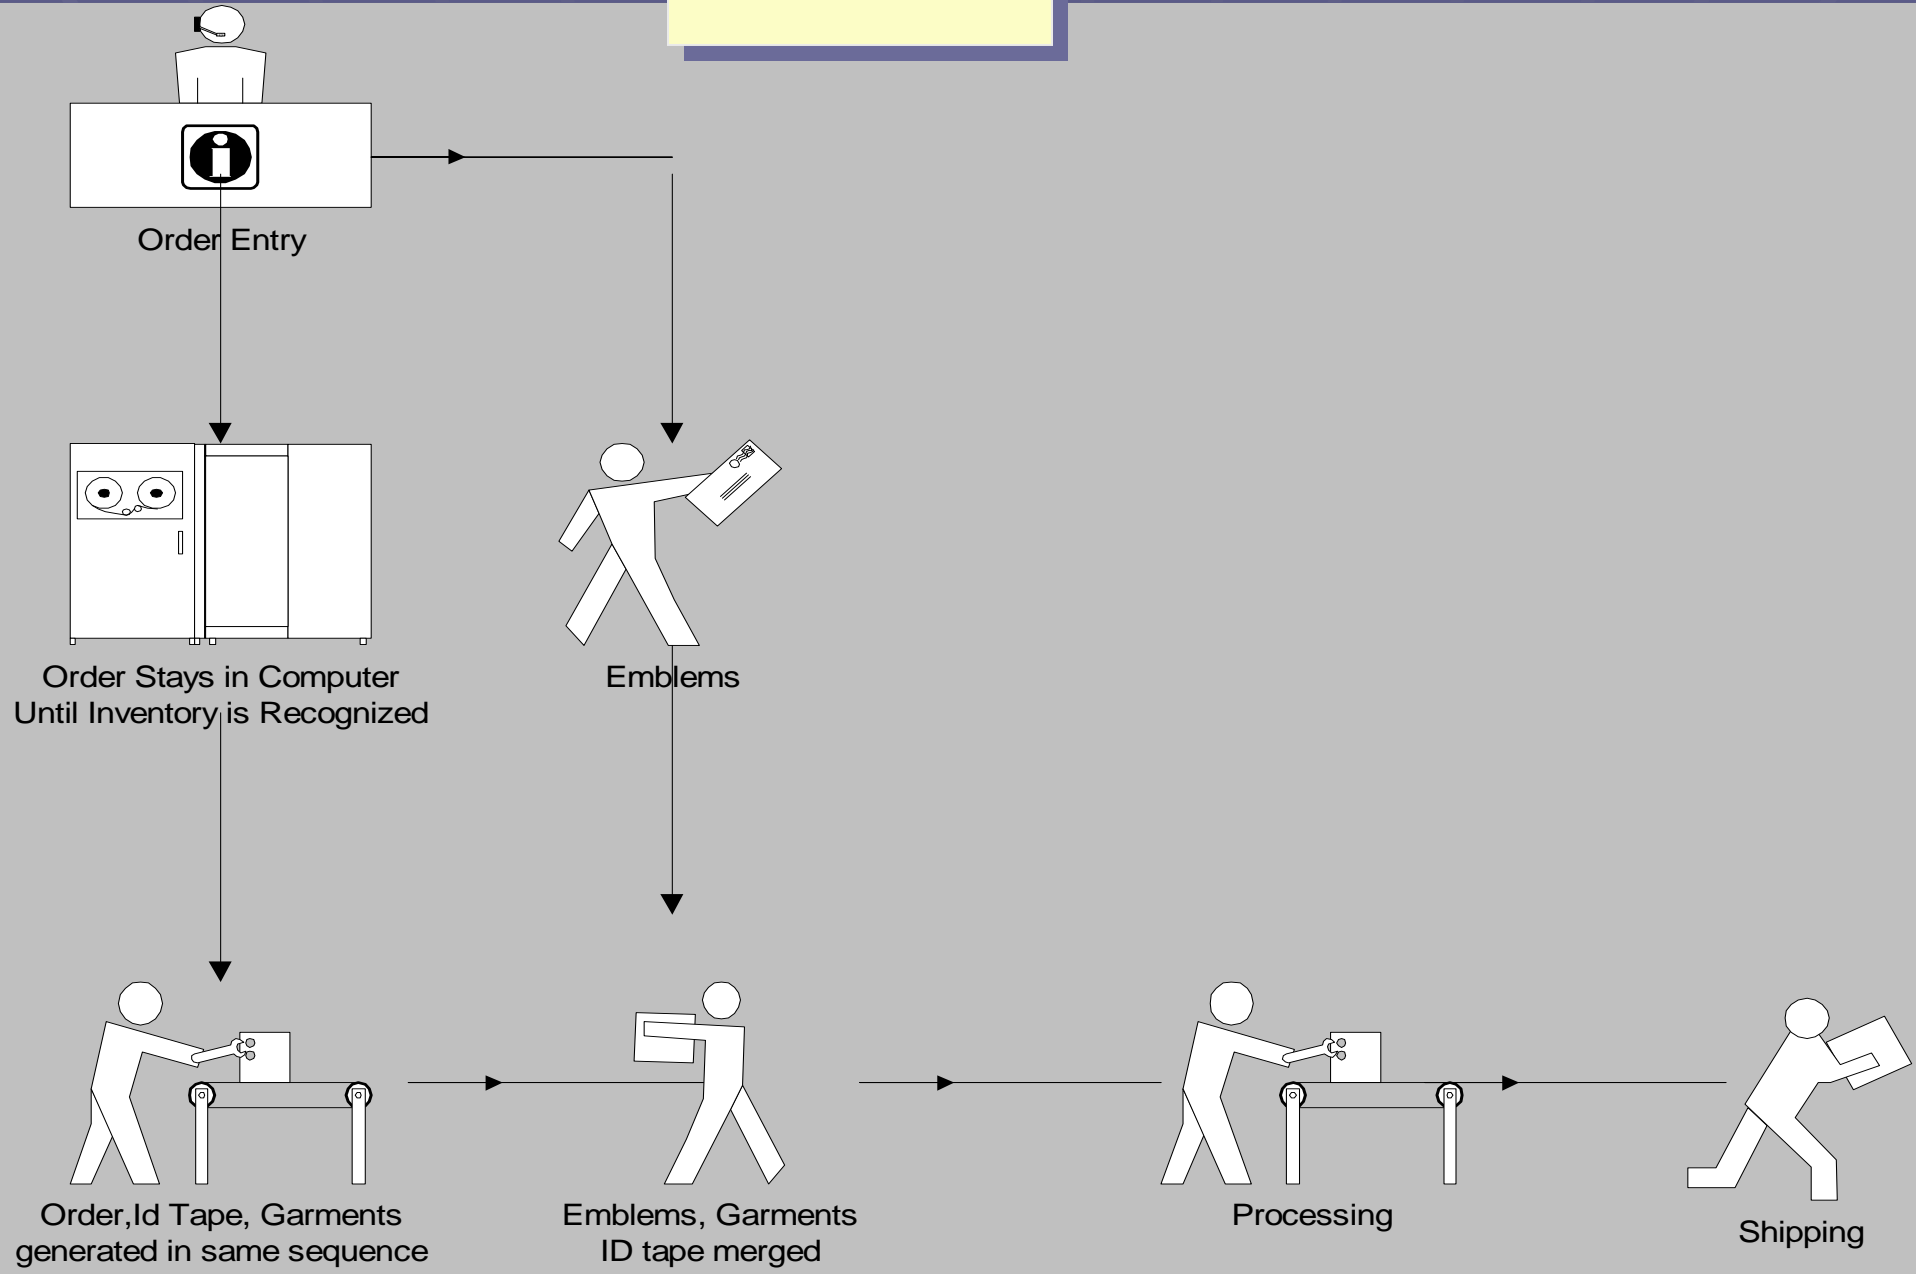 Order Entry
Order Stays in Computer
Until Inventory is Recognized
Emblems
Order,Id Tape, Garments
generated in same sequence
Emblems, Garments
ID tape merged
Processing
Shipping